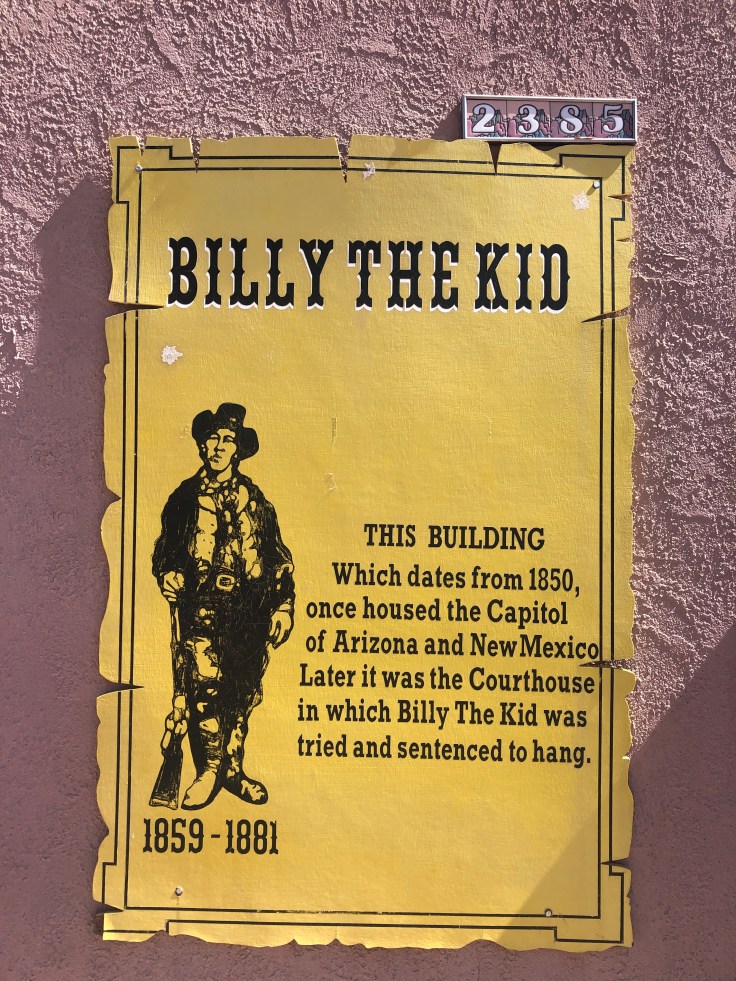 2385
BILLY THE KID
THIS BUILDING
Which dates from 1850,
once housed the Capitol
of Arizona and New Mexico
Later it was the Courthouse
in which Billy The Kid was
tried and sentenced to hang.
1859-1881